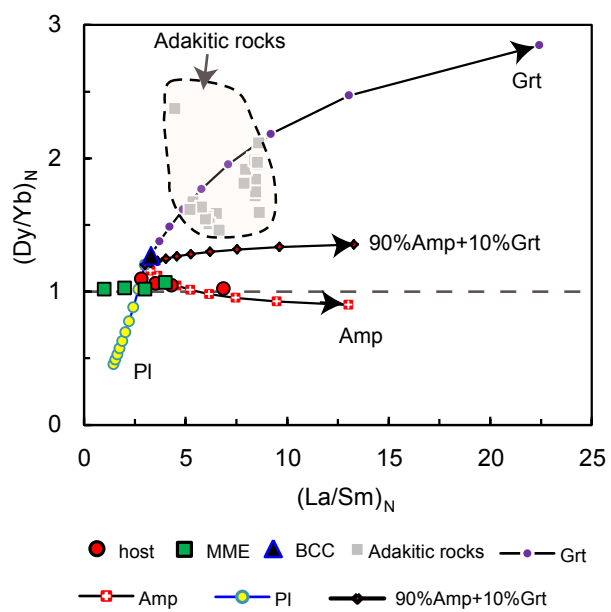 3
Adakitic rocks
Grt
(Dy/Yb)N
2
90%Amp+10%Grt
1
Amp
Pl
0
0 5 10 15 20 25
(La/Sm)N
host MME BCC Adakitic rocks Grt
Amp Pl 90%Amp+10%Grt